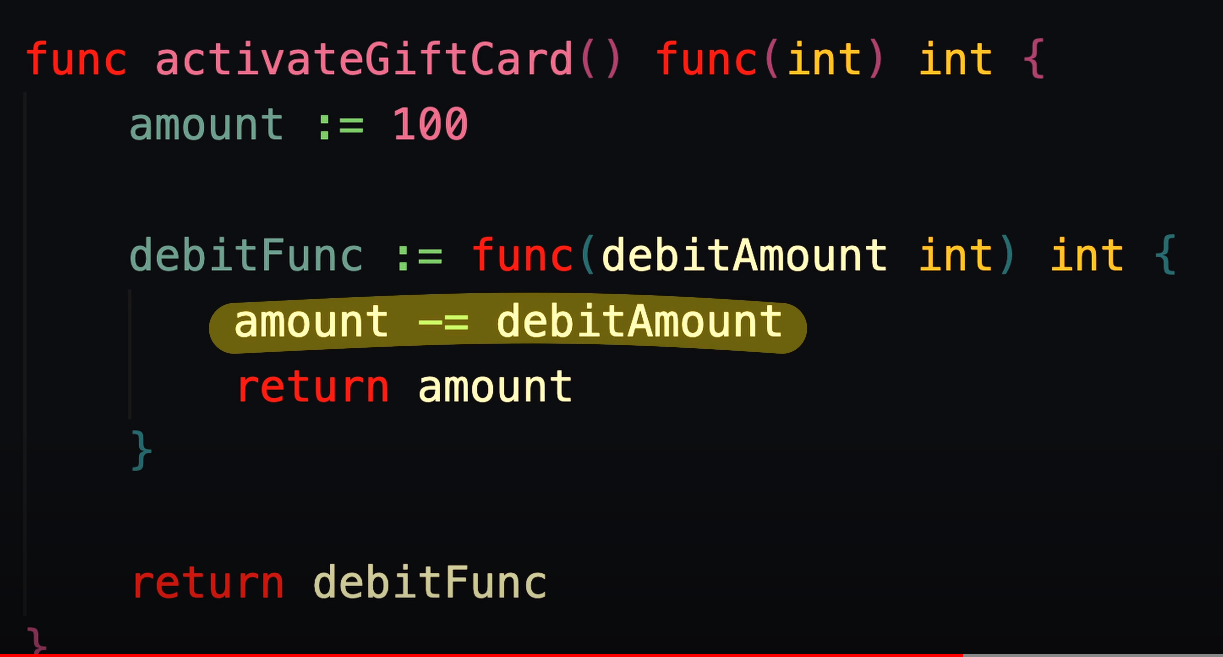 func activateGiftCard() func(int) int {
amount := 100
debitFunc := func(debitAmount int) int {
amount -= debitAmount
return amount
}
return debitFunc
}